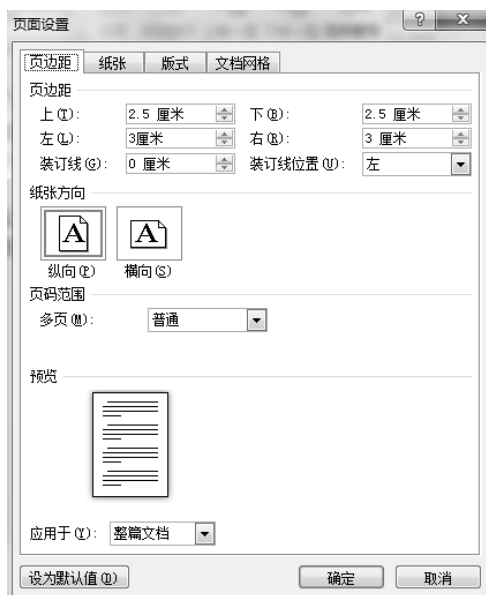 页面设置
页边距 纸张 版式 文档网格
页边距
上(T): 2.5 厘米 下(B): 2.5 厘米
左(L): 3厘米 右(R): 3 厘米
装订线(G): 0 厘米 装订线位置(U): 左
纸张方向
A A
纵向(P) 横向(S)
页码范围
多页(M): 普通
预览
应用于(Y): 整篇文档
设为默认值(D) 确定 取消